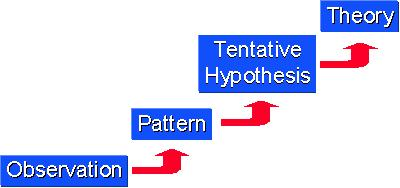 Theory
Tentative
Hypothesis
Pattern
Observation